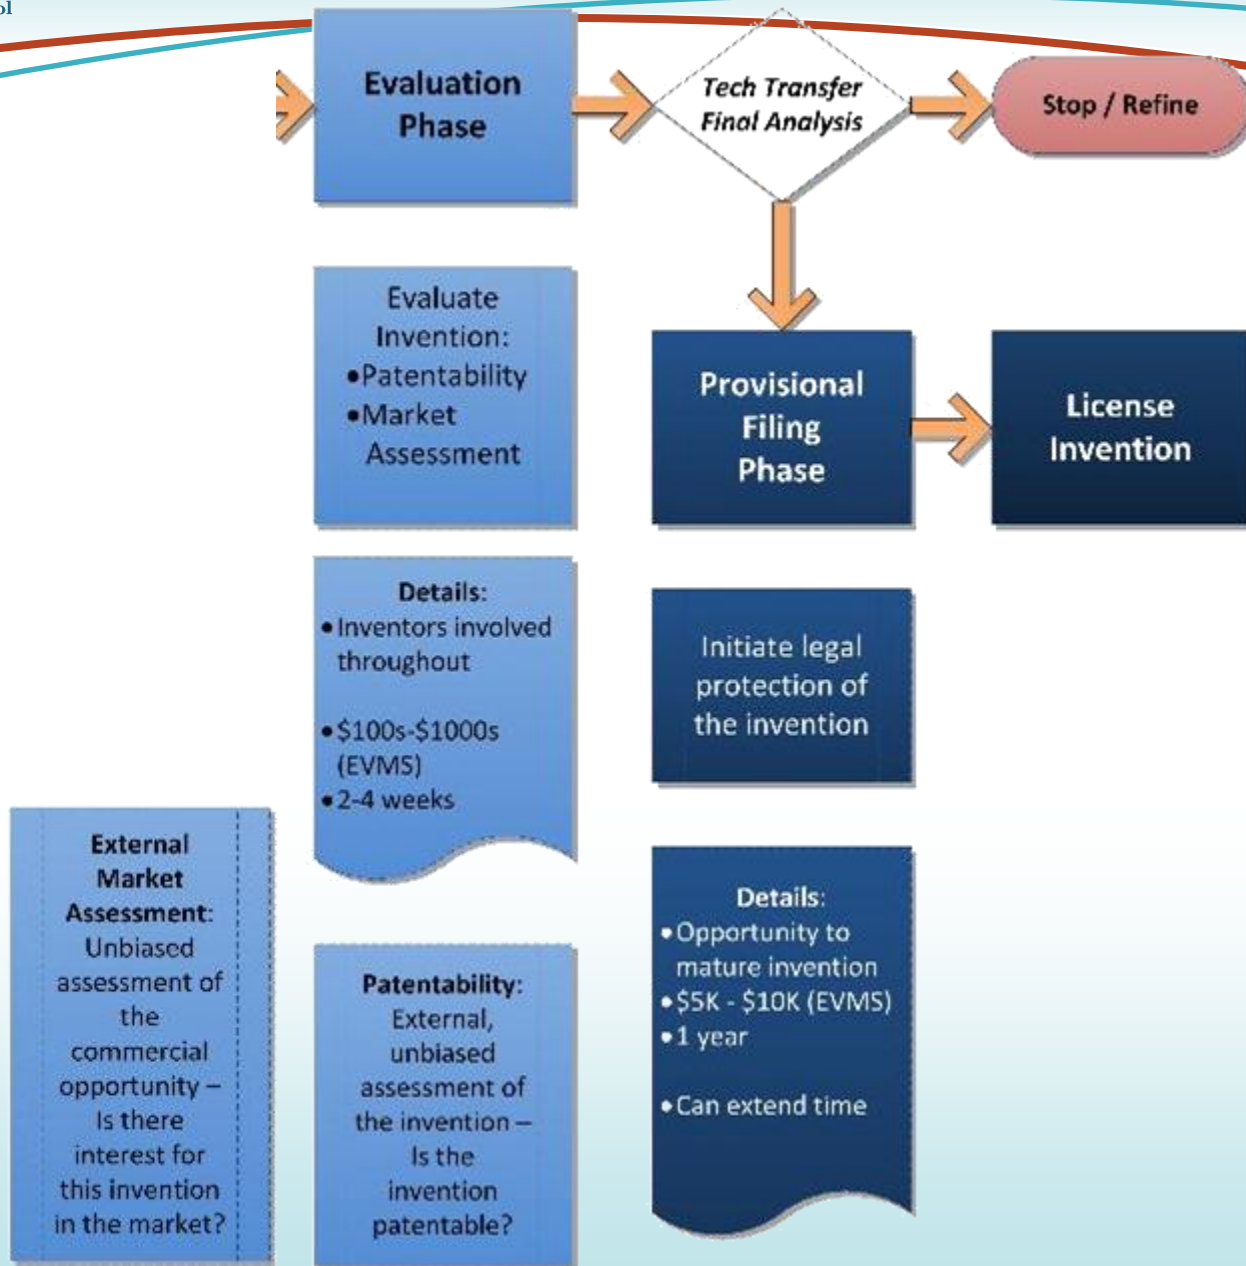 ol
Evaluation
Phase
Tech Transfer
Final Analysis
Stop / Refine
Evaluate
Invention:
•Patentability
•Market
Assessment
Provisional
Filing
Phase
License
Invention
Details:
•Inventors involved
throughout
•$100s-$1000s
(EVMS)
•2-4 weeks
Initiate legal
protection of
the invention
External
Market
Assessment:
Unbiased
assessment of
the
commercial
opportunity –
Is there
interest for
this invention
in the market?
Patentability:
External,
unbiased
assessment of
the invention –
Is the
invention
patentable?
Details:
•Opportunity to
mature invention
•$5K - $10K (EVMS)
•1 year
•Can extend time